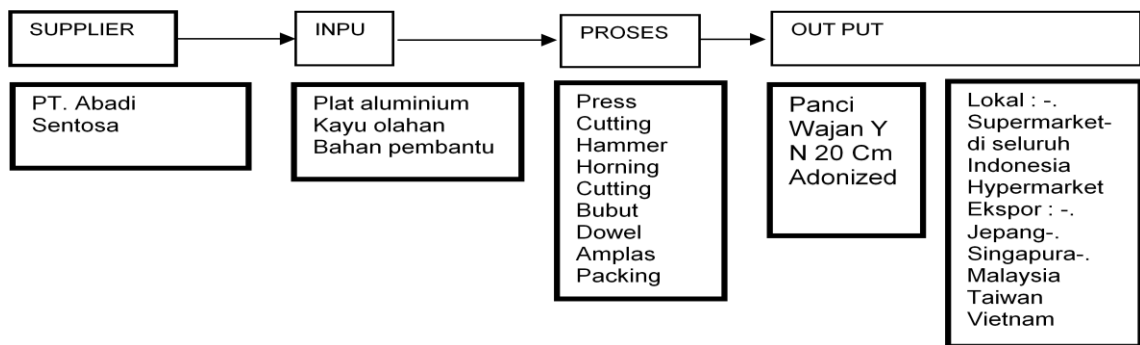 SUPPLIER
INPU
PROSES
OUT PUT
PT. Abadi
Sentosa
Plat aluminium
Kayu olahan
Bahan pembantu
Press
Cutting
Hammer
Horning
Cutting
Bubut
Dowel
Amplas
Packing
Panci
Wajan Y
N 20 Cm
Adonized
Lokal : -.
Supermarket-
di seluruh
Indonesia
Hypermarket
Ekspor : -.
Jepang-.
Singapura-.
Malaysia
Taiwan
Vietnam